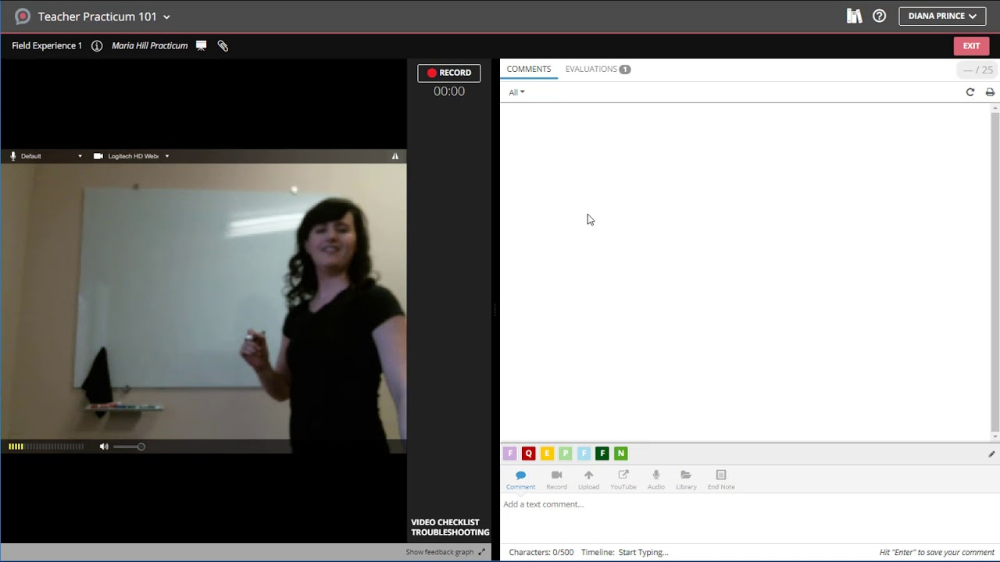 Teacher Practicum 101
DIANA PRINCE
Field Experience 1
Maria Hill Practicum
EXIT
RECORD
00:00
COMMENTS
EVALUATIONS 1
— / 25
All
Default
Logitech HD Webc
F Q E P F F N
Comment
Record
Upload
YouTube
Audio
Library
End Note
Add a text comment...
VIDEO CHECKLIST
TROUBLESHOOTING
Show feedback graph
Characters: 0/500
Timeline: Start Typing...
Hit "Enter" to save your comment